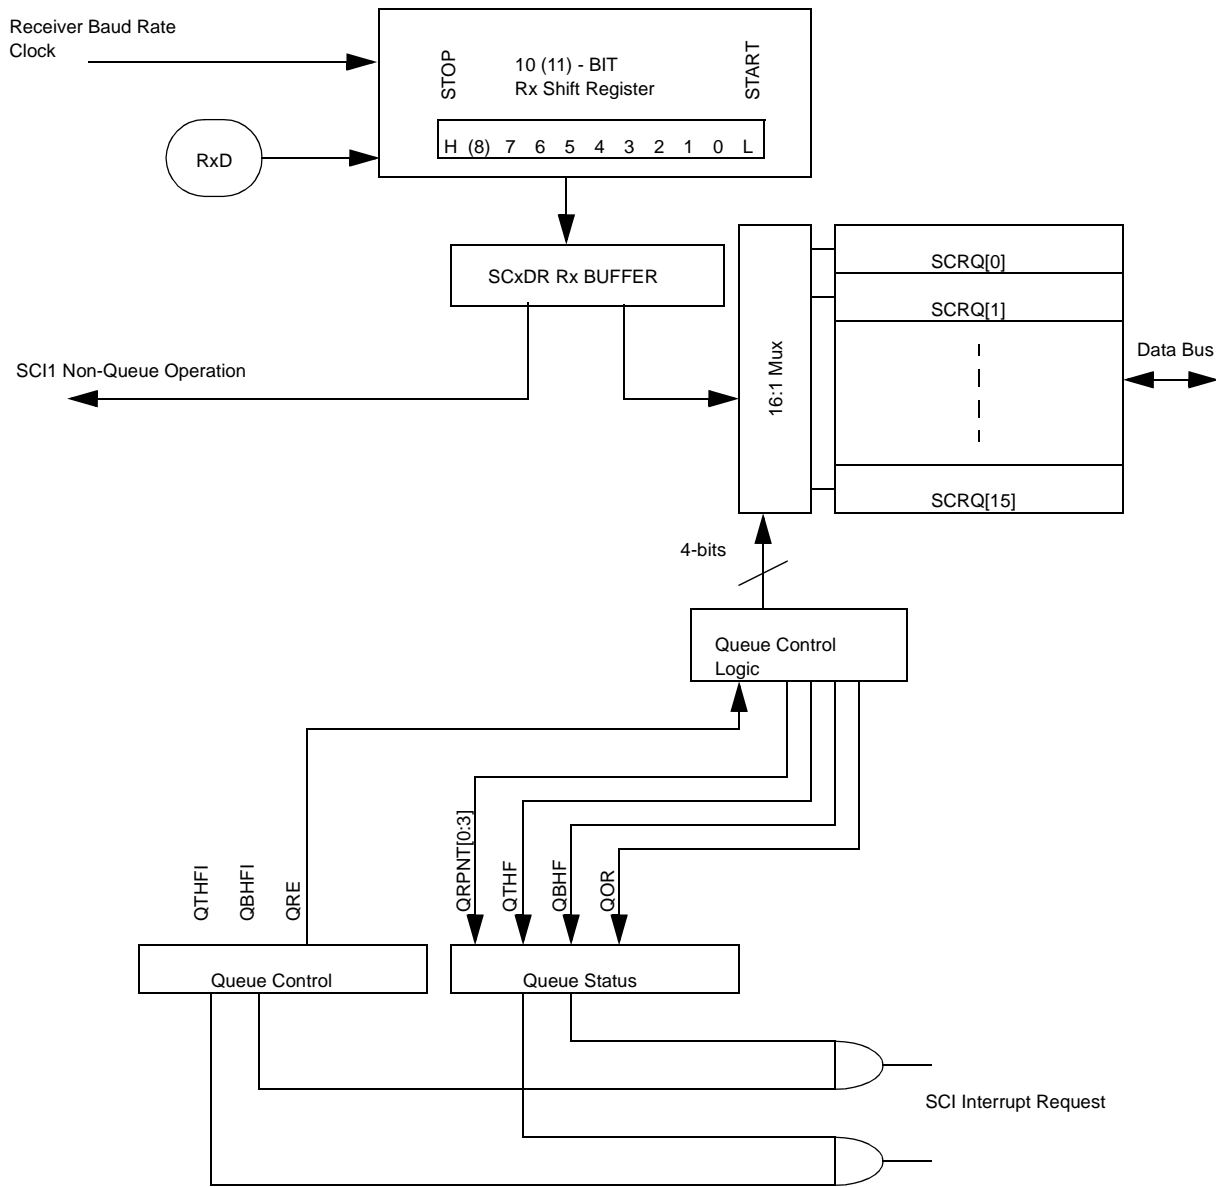 Receiver Baud Rate
Clock
STOP
10 (11) - BIT
Rx Shift Register
START
H (8) 7 6 5 4 3 2 1 0 L
RxD
SCxDR Rx BUFFER
SCI1 Non-Queue Operation
16:1 Mux
SCRQ[0]
SCRQ[1]
SCRQ[15]
Data Bus
4-bits
Queue Control
Logic
QTHFI
QBHFI
QRE
QRPNT[0:3]
QTHF
QBHF
QOR
Queue Control
Queue Status
SCI Interrupt Request